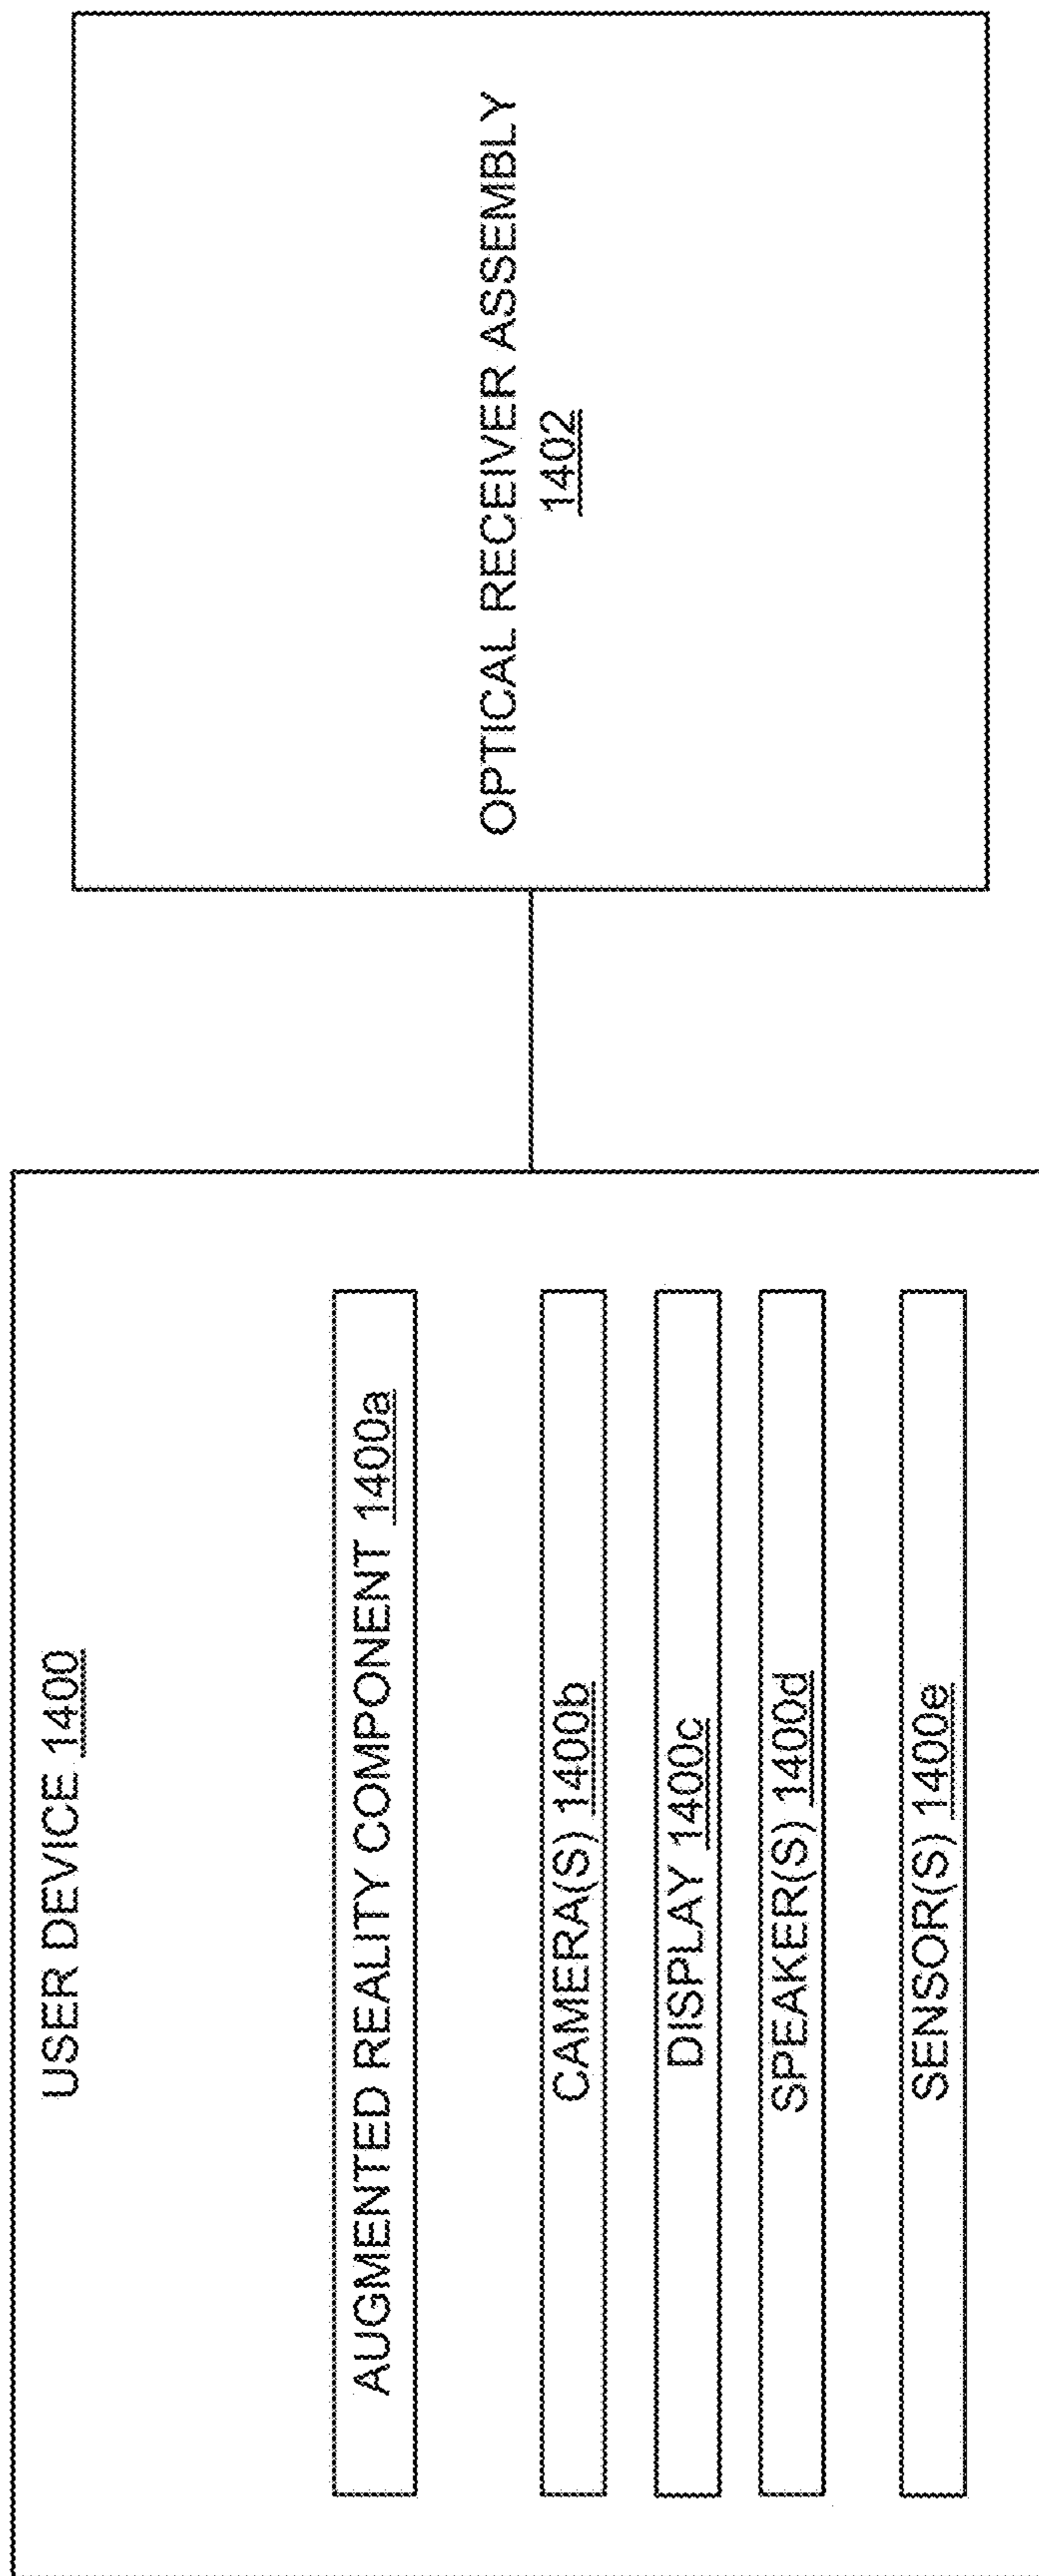 USER DEVICE 1400
AUGMENTED REALITY COMPONENT 1400a
CAMERA(S) 1400b
DISPLAY 1400c
SPEAKER(S) 1400d
SENSOR(S) 1400e
OPTICAL RECEIVER ASSEMBLY
1402